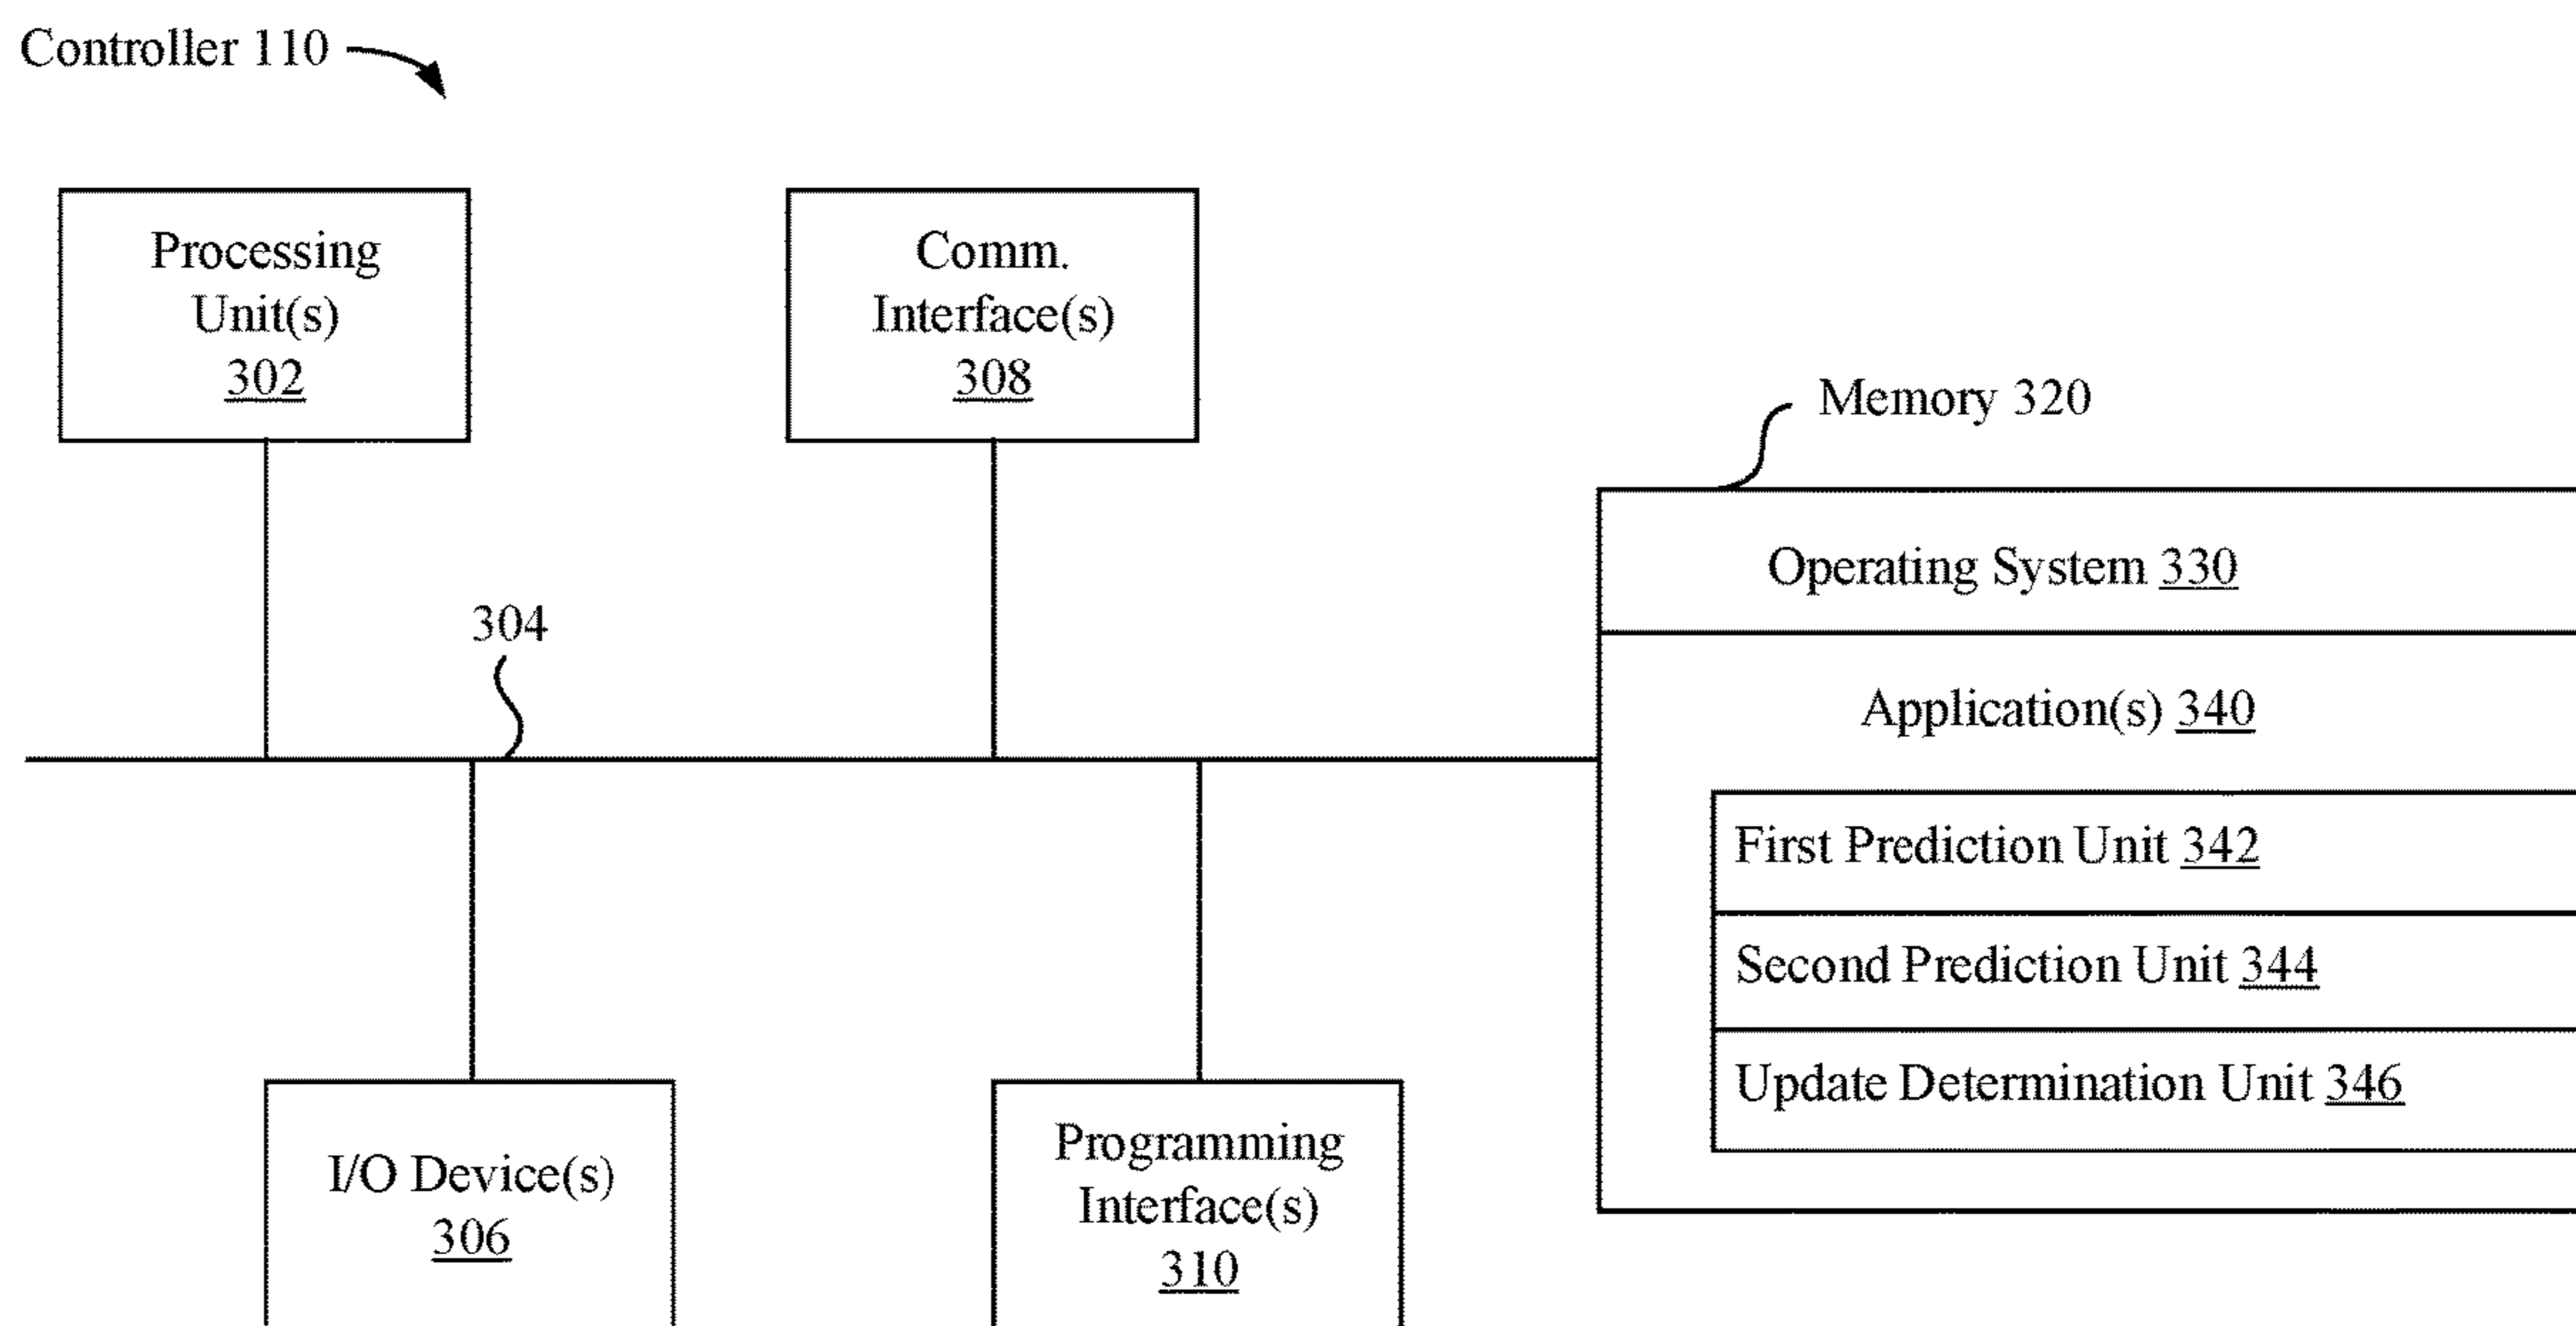 Controller 110
Processing
Unit(s)
302
Comm.
Interface(s)
308
Memory 320
Operating System 330
304
Application(s) 340
First Prediction Unit 342
Second Prediction Unit 344
Update Determination Unit 346
I/O Device(s)
306
Programming
Interface(s)
310